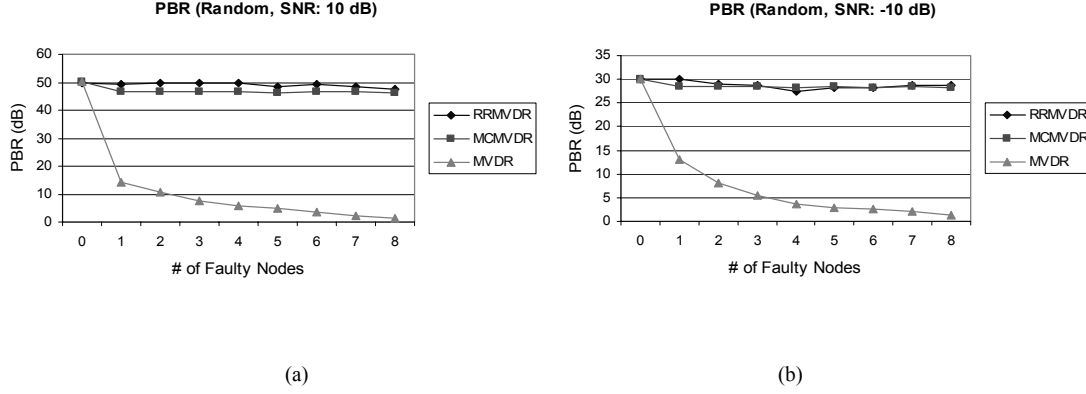 PBR (Random, SNR: 10 dB)
60
50
40
30
20
10
0
PBR (dB)
0 1 2 3 4 5 6 7 8
# of Faulty Nodes
RRMVDR
MCMVDR
MVDR
(a)
PBR (Random, SNR: -10 dB)
35
30
25
20
15
10
5
0
PBR (dB)
0 1 2 3 4 5 6 7 8
# of Faulty Nodes
RRMVDR
MCMVDR
MVDR
(b)